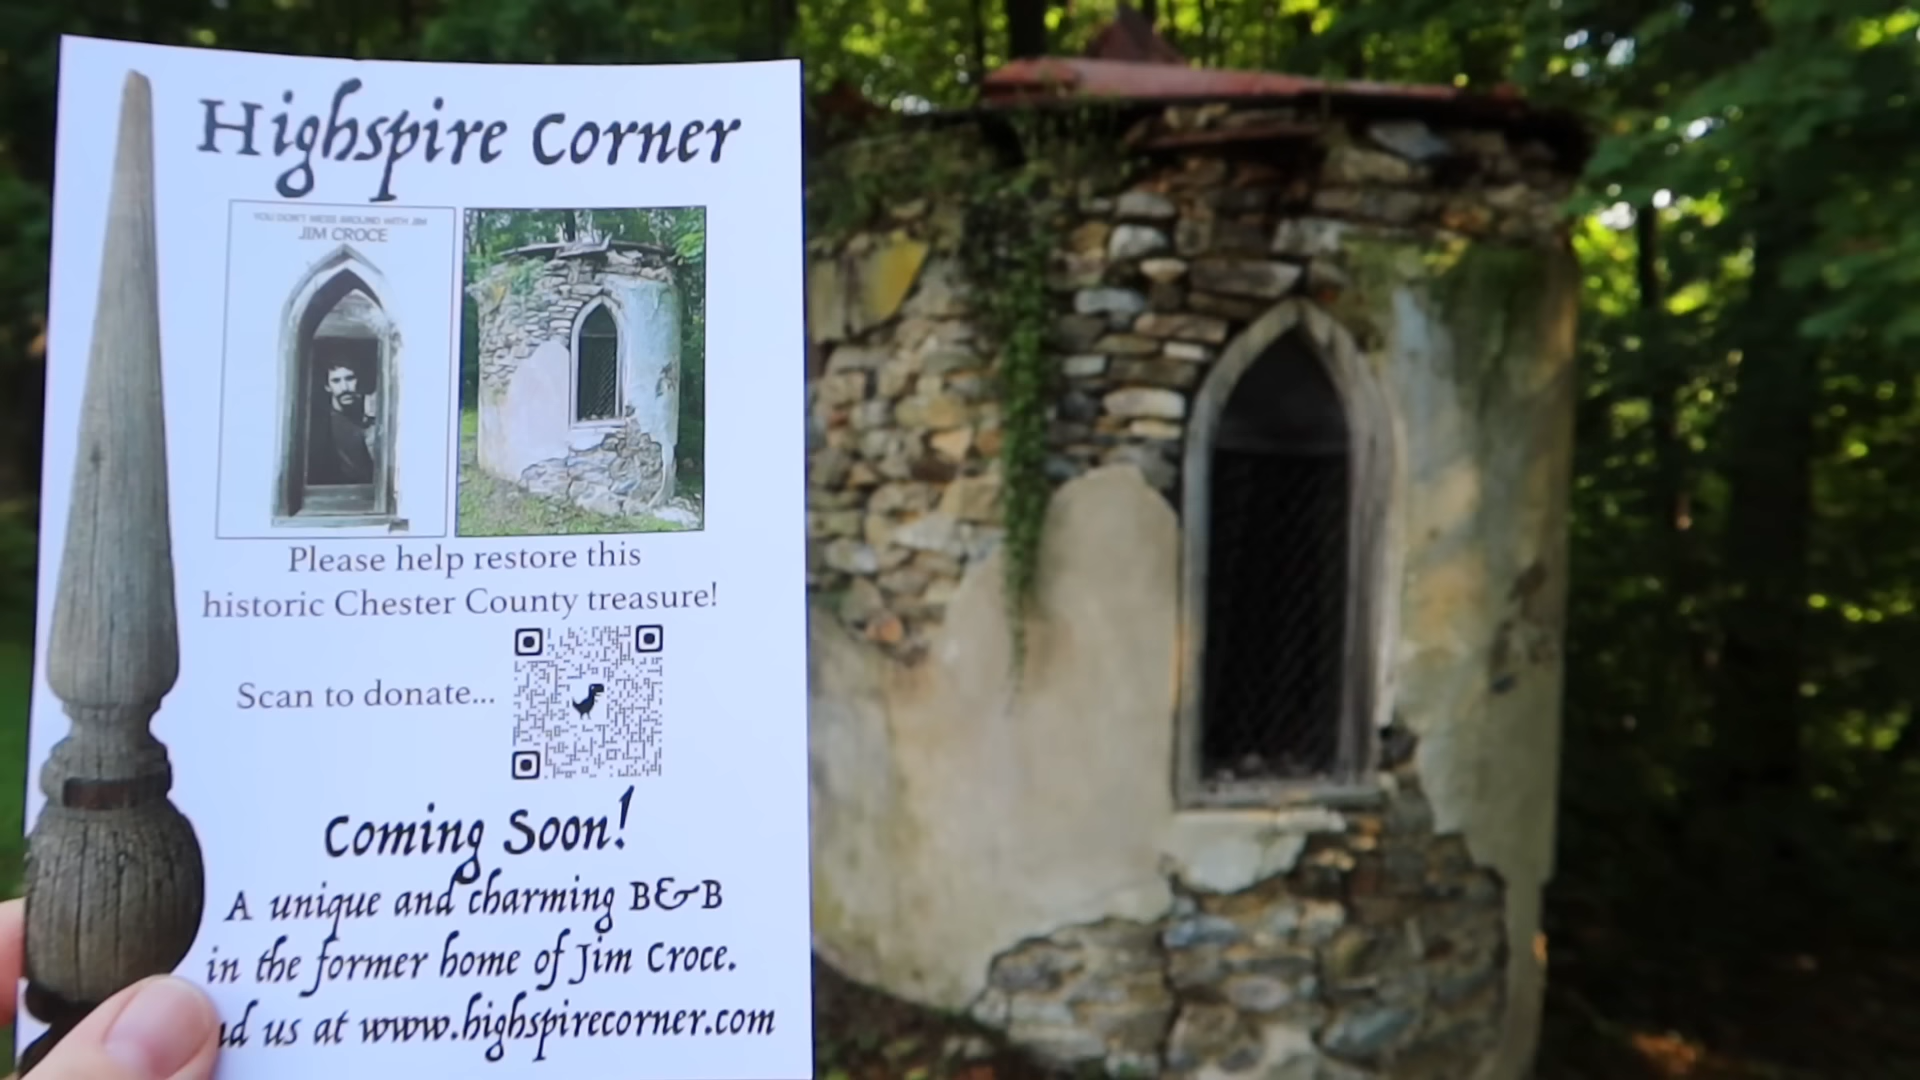 Highspire Corner
YOU DON'T MESS AROUND WITH JIM
JIM CROCE
Please help restore this
historic Chester County treasure!
Scan to donate...
Coming Soon!
A unique and charming B&B
in the former home of Jim Croce.
us at www.highspirecorner.com